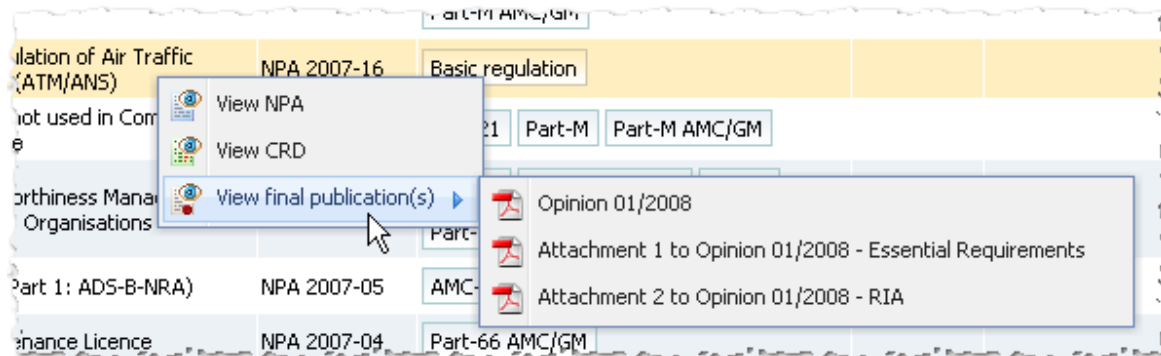 Part-M AMC/GM
ulation of Air Traffic
(ATM/ANS)
NPA 2007-16
Basic regulation
not used in Com
View NPA
21
Part-M
Part-M AMC/GM
View CRD
orthiness Mana
Organisations
View final publication(s)
Part-
Opinion 01/2008
Attachment 1 to Opinion 01/2008 - Essential Requirements
Part 1: ADS-B-NRA)
NPA 2007-05
AMC-
Attachment 2 to Opinion 01/2008 - RIA
enance Licence
NPA 2007-04
Part-66 AMC/GM